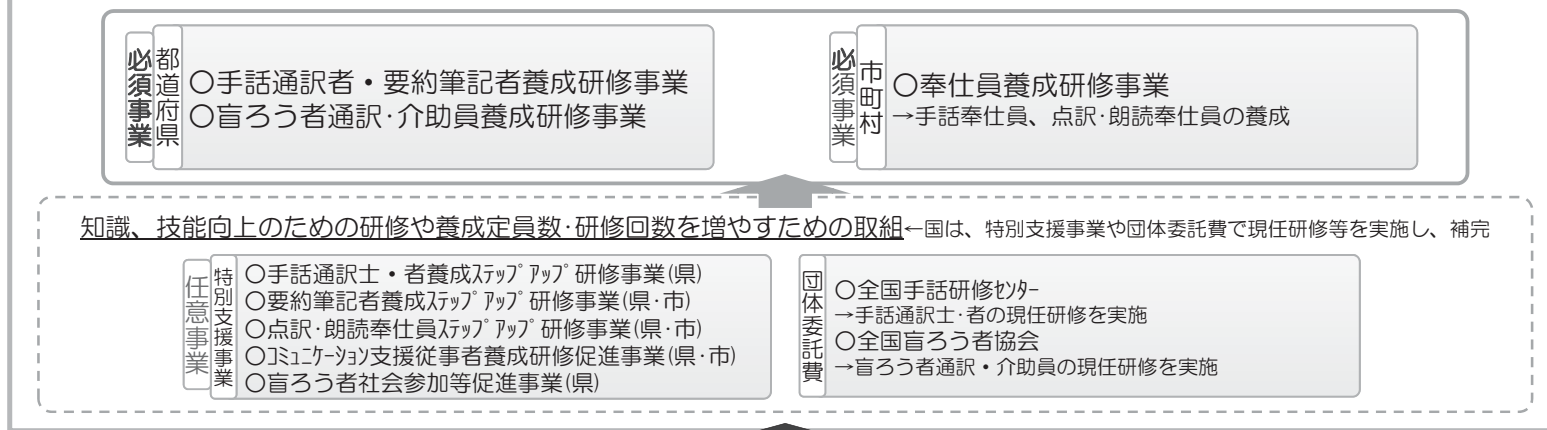 必須事業
都道府県
○手話通訳者・要約筆記者養成研修事業
○盲ろう者通訳･介助員養成研修事業
必須事業
市町村
○奉仕員養成研修事業
→手話奉仕員、点訳･朗読奉仕員の養成
知識、技能向上のための研修や養成定員数･研修回数を増やすための取組←国は、特別支援事業や団体委託費で現任研修等を実施し、補完
任意事業
特別支援事業
○手話通訳士・者養成ｽﾃｯﾌﾟｱｯﾌﾟ研修事業(県)
○要約筆記者養成ｽﾃｯﾌﾟｱｯﾌﾟ研修事業(県･市)
○点訳･朗読奉仕員ｽﾃｯﾌﾟｱｯﾌﾟ研修事業(県･市)
○ｺﾐｭﾆｹｰｼｮﾝ支援従事者養成研修促進事業(県･市)
○盲ろう者社会参加等促進事業(県)
団体委託費
○全国手話研修ｾﾝﾀｰ
→手話通訳士･者の現任研修を実施
○全国盲ろう者協会
→盲ろう者通訳・介助員の現任研修を実施